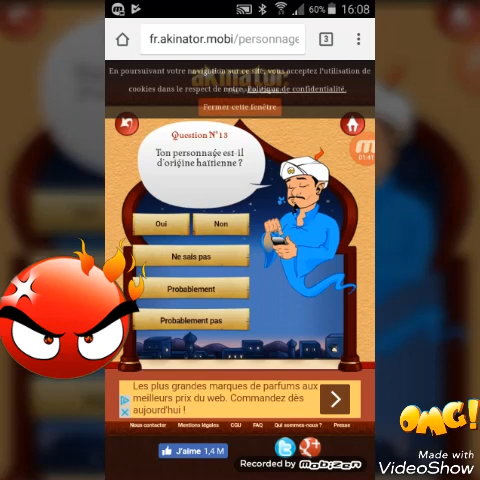 60% 16:08
fr.akinator.mobi/personnage
3
En poursuivant votre navigation sur ce site, vous acceptez l'utilisation de
cookies dans le respect de notre Politique de confidentialité.
akinator
Fermer cette fenêtre
Question N°13
Ton personnage est-il
d'origine haïtienne ?
01:41
Oui
Non
Ne sais pas
Probablement
Probablement pas
Les plus grandes marques de parfums aux
meilleurs prix du web. Commandez dès
aujourd'hui !
Nous contacter Mentions légales CGU FAQ Qui sommes-nous ? Presse
J'aime 1,4 M
Recorded by mobizen
OMG!
Made with
VideoShow